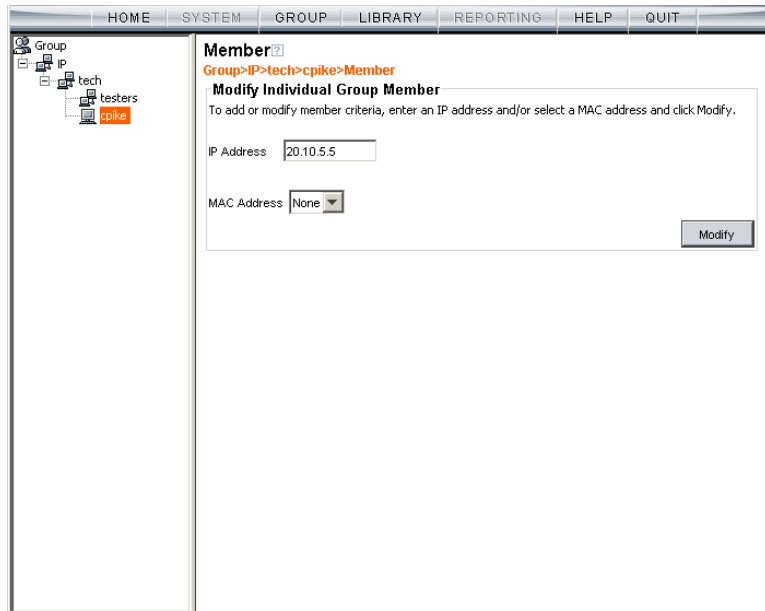 HOME SYSTEM GROUP LIBRARY REPORTING HELP QUIT
Group
IP
tech
testers
cpike
Member?
Group>IP>tech>cpike>Member
Modify Individual Group Member
To add or modify member criteria, enter an IP address and/or select a MAC address and click Modify.
IP Address 20.10.5.5
MAC Address None
Modify